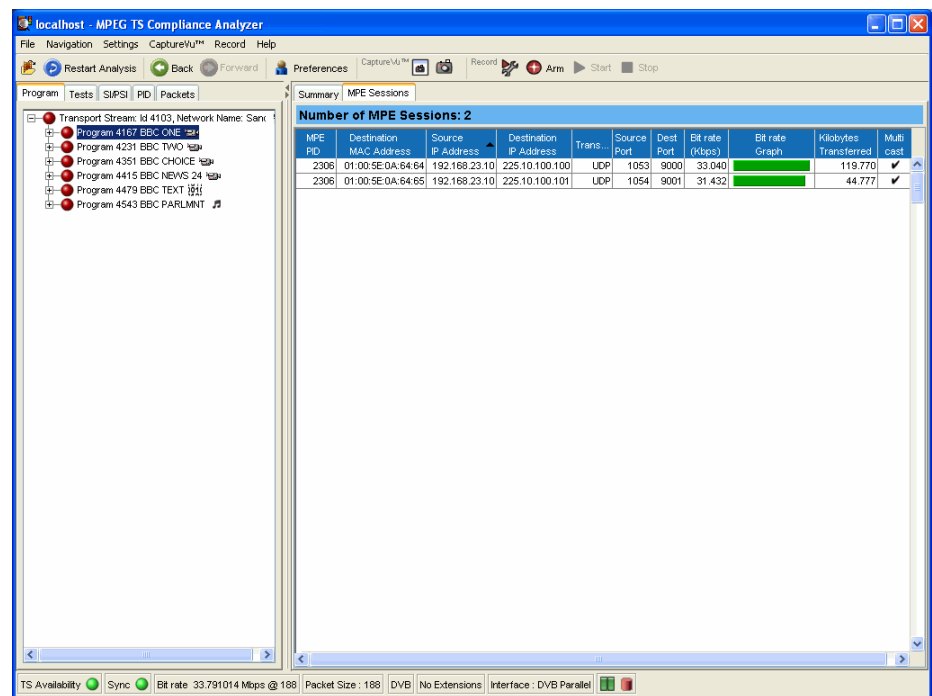 localhost - MPEG TS Compliance Analyzer
File Navigation Settings CaptureVu™ Record Help
Restart Analysis Back Forward Preferences CaptureVu™ Record Arm Start Stop
Program Tests SI/PSI PID Packets
Summary MPE Sessions
Transport Stream: Id 4103, Network Name:
Program 4167 BBC ONE
Program 4231 BBC TWO
Program 4351 BBC CHOICE
Program 4415 BBC NEWS 24
Program 4479 BBC TEXT
Program 4543 BBC PARLMNT
Number of MPE Sessions: 2
MPE PID Destination MAC Address Source IP Address Destination IP Address Trans... Source Port Dest Port Bit rate (Kbps) Bit rate Graph Kilobytes Transferred Multi cast
2306 01:00:5E:0A:64:64 192.168.23.10 225.10.100.100 UDP 1053 9000 33.040 119.770 ✔
2306 01:00:5E:0A:64:65 192.168.23.10 225.10.100.101 UDP 1054 9001 31.432 44.777 ✔
TS Availability Sync Bit rate 33.791014 Mbps @ 188 Packet Size : 188 DVB No Extensions Interface : DVB Parallel